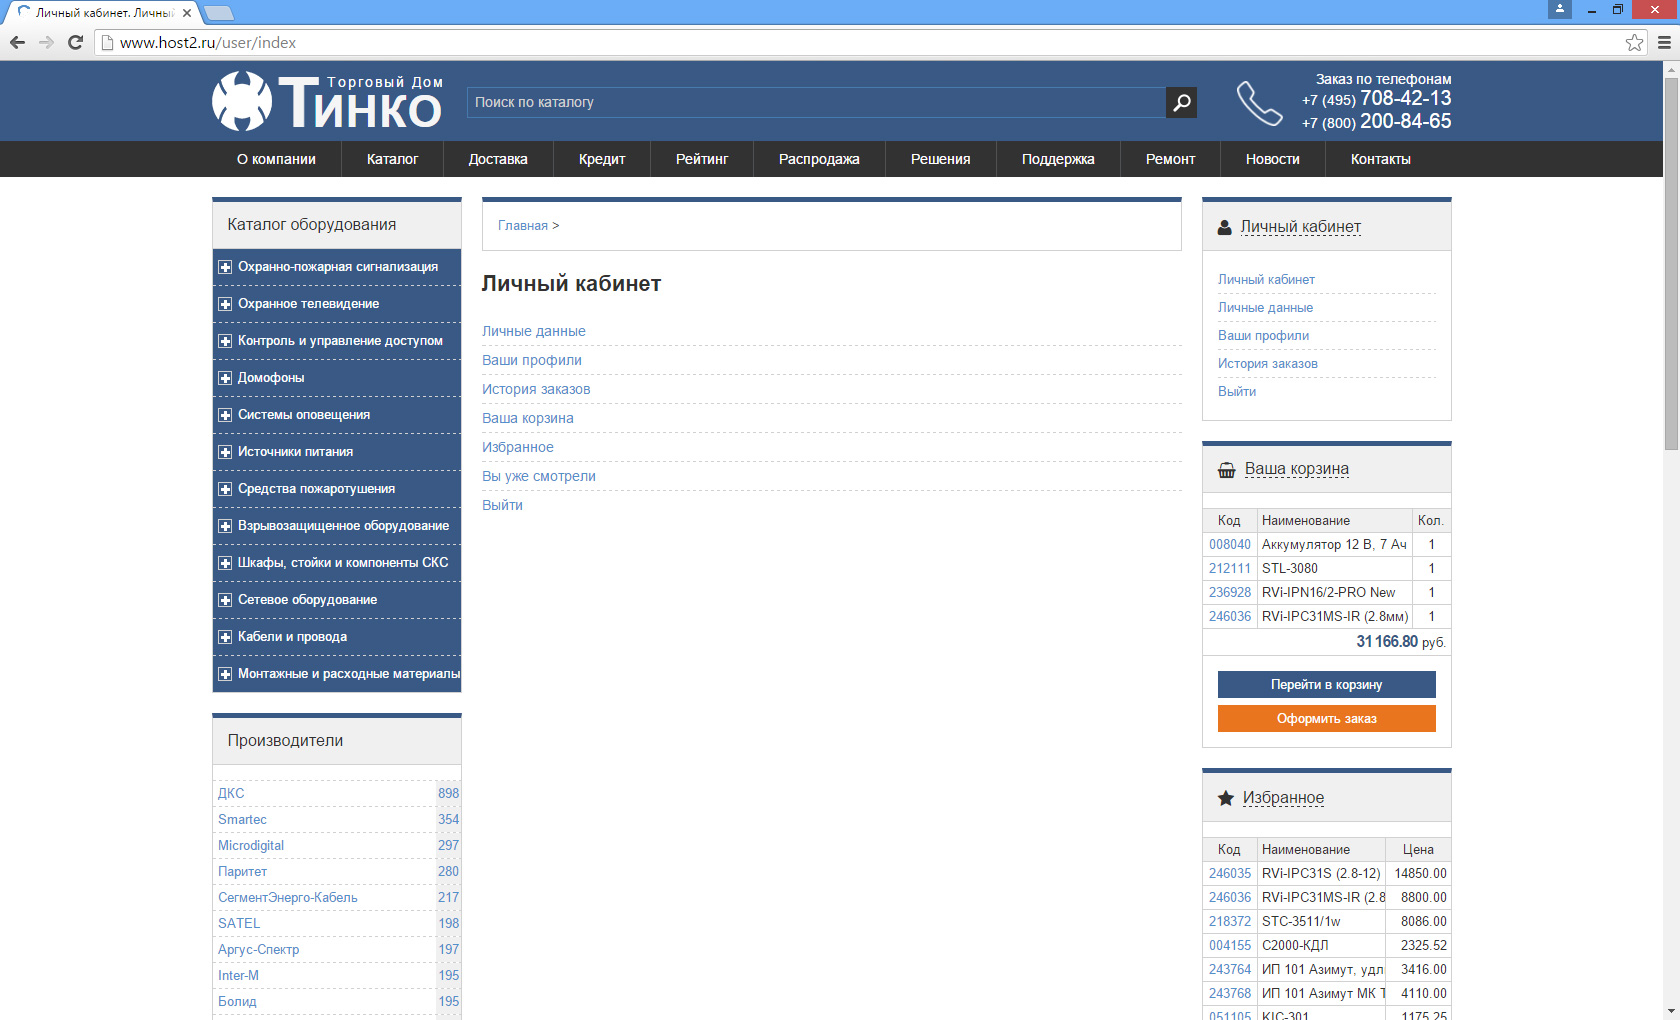 Личный кабинет. Личны
www.host2.ru/user/index
Торговый Дом
Тинко
Поиск по каталогу
Заказ по телефонам
+7 (495) 708-42-13
+7 (800) 200-84-65
О компании
Каталог
Доставка
Кредит
Рейтинг
Распродажа
Решения
Поддержка
Ремонт
Новости
Контакты
Каталог оборудования
Охранно-пожарная сигнализация
Охранное телевидение
Контроль и управление доступом
Домофоны
Системы оповещения
Источники питания
Средства пожаротушения
Взрывозащищенное оборудование
Шкафы, стойки и компоненты СКС
Сетевое оборудование
Кабели и провода
Монтажные и расходные материалы
Производители
ДКС 898
Smartec 354
Microdigital 297
Паритет 280
СегментЭнерго-Кабель 217
SATEL 198
Аргус-Спектр 197
Inter-M 195
Болид 195
Главная >
Личный кабинет
Личные данные
Ваши профили
История заказов
Ваша корзина
Избранное
Вы уже смотрели
Выйти
Личный кабинет
Личный кабинет
Личные данные
Ваши профили
История заказов
Выйти
Ваша корзина
Код Наименование Кол.
008040 Аккумулятор 12 В, 7 Ач 1
212111 STL-3080 1
236928 RVi-IPN16/2-PRO New 1
246036 RVi-IPC31MS-IR (2.8мм) 1
31 166.80 руб.
Перейти в корзину
Оформить заказ
Избранное
Код Наименование Цена
246035 RVi-IPC31S (2.8-12) 14850.00
246036 RVi-IPC31MS-IR (2.8 8800.00
218372 STC-3511/1w 8086.00
004155 С2000-КДЛ 2325.52
243764 ИП 101 Азимут, удл 3416.00
243768 ИП 101 Азимут МК Т 4110.00
051105 KIC-301 1175.25